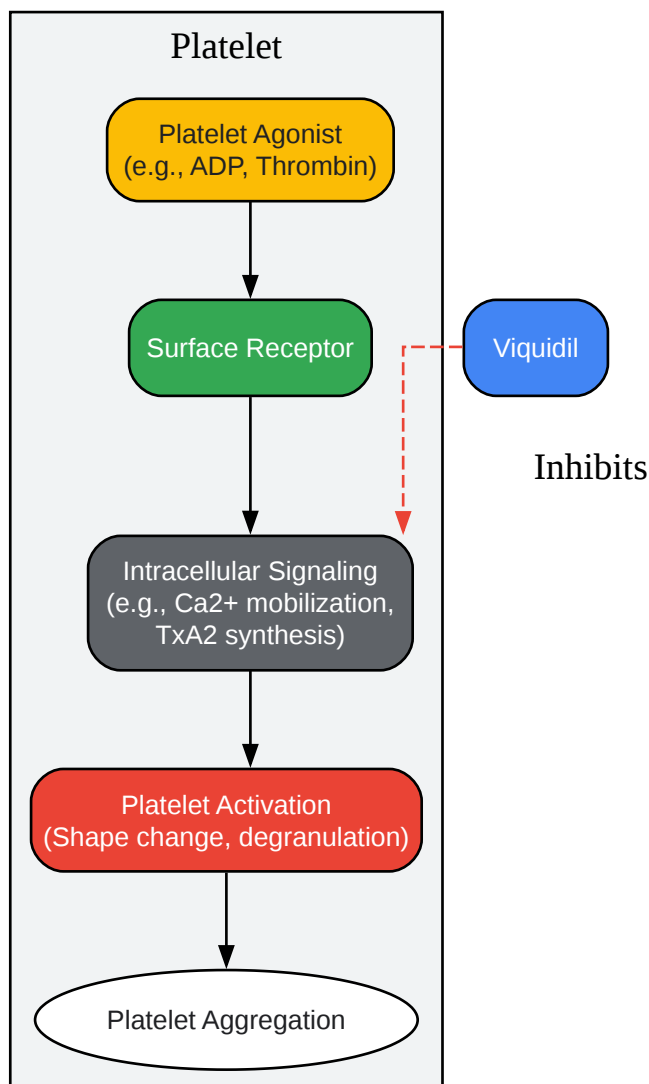 Platelet
Platelet Agonist
(e.g., ADP, Thrombin)
Surface Receptor
Viquidil
Inhibits
Intracellular Signaling
(e.g., Ca2+ mobilization,
TxA2 synthesis)
Platelet Activation
(Shape change, degranulation)
Platelet Aggregation